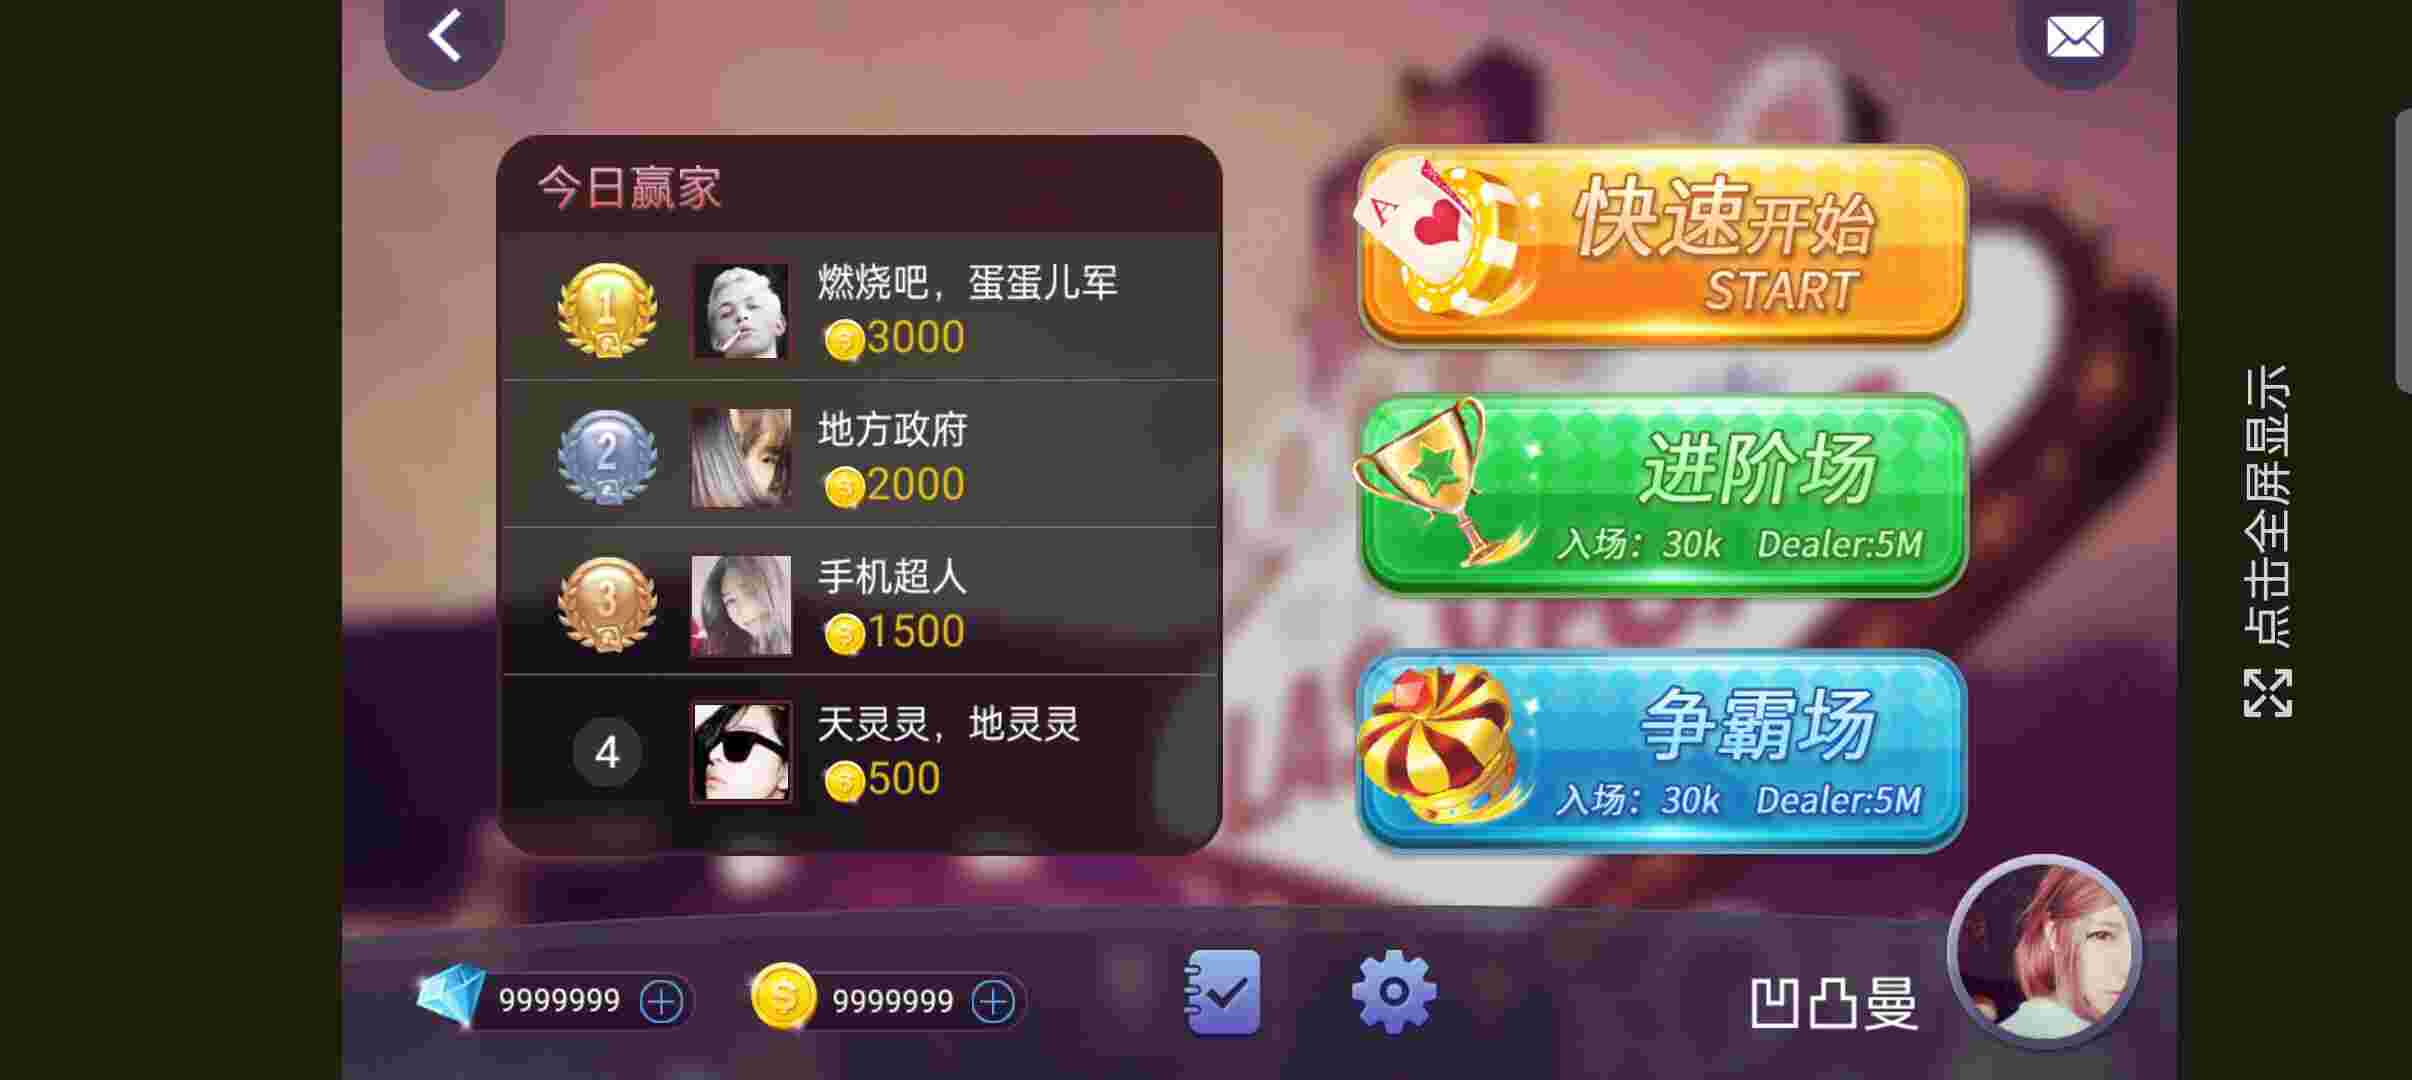 今日赢家
1
燃烧吧，蛋蛋儿军
3000
2
地方政府
2000
3
手机超人
1500
4
天灵灵，地灵灵
500
A
快速开始
START
进阶场
入场：30k Dealer:5M
争霸场
入场：30k Dealer:5M
9999999
9999999
凹凸曼
点击全屏显示